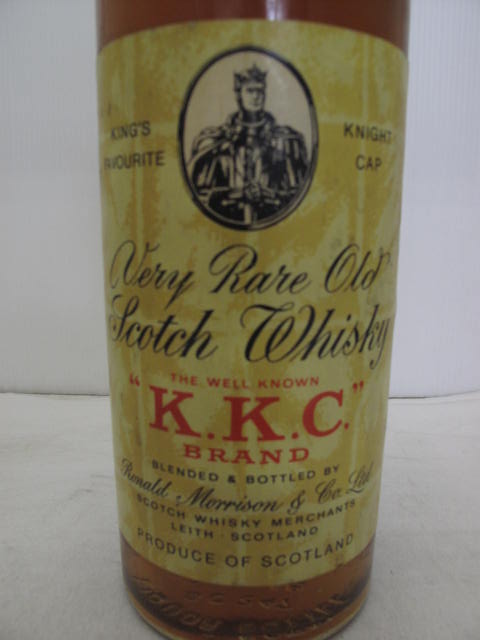 KING'S
FAVOURITE
KNIGHT
CAP
Very Rare Old
Scotch Whisky
THE WELL KNOWN
"K.K.C."
BRAND
BLENDED & BOTTLED BY
Ronald Morrison & Co. Ltd.
SCOTCH WHISKY MERCHANTS
LEITH · SCOTLAND
PRODUCE OF SCOTLAND